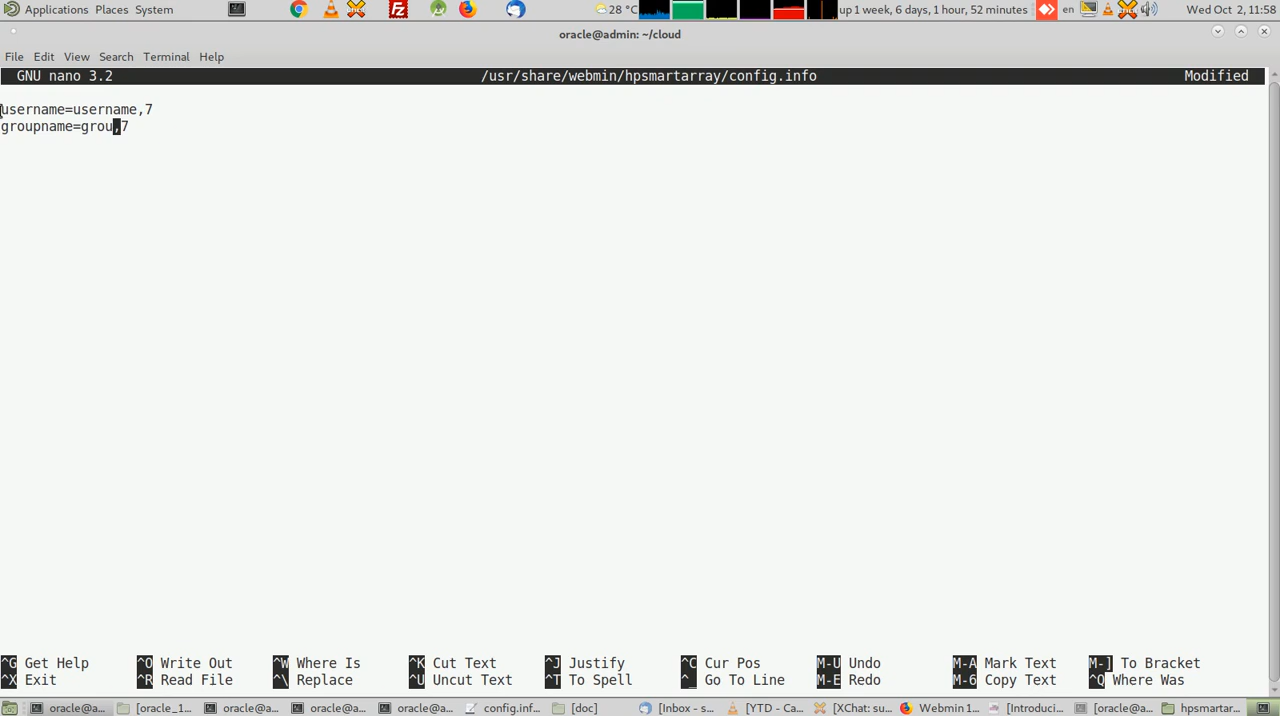 Applications Places System 28 °C up 1 week, 6 days, 1 hour, 52 minutes en Wed Oct 2, 11:58
oracle@admin: ~/cloud
File Edit View Search Terminal Help
GNU nano 3.2 /usr/share/webmin/hpsmartarray/config.info Modified
username=username,7
groupname=grou,7
^G Get Help ^O Write Out ^W Where Is ^K Cut Text ^J Justify ^C Cur Pos M-U Undo M-A Mark Text M-] To Bracket
^X Exit ^R Read File ^\ Replace ^U Uncut Text ^T To Spell ^_ Go To Line M-E Redo M-6 Copy Text ^Q Where Was
oracle@a... [oracle_1... oracle@a... oracle@a... oracle@a... config.inf... [doc] [Inbox - s... [YTD - Ca... [XChat: su... Webmin 1... [Introduci... [oracle@a... hpsmartar...